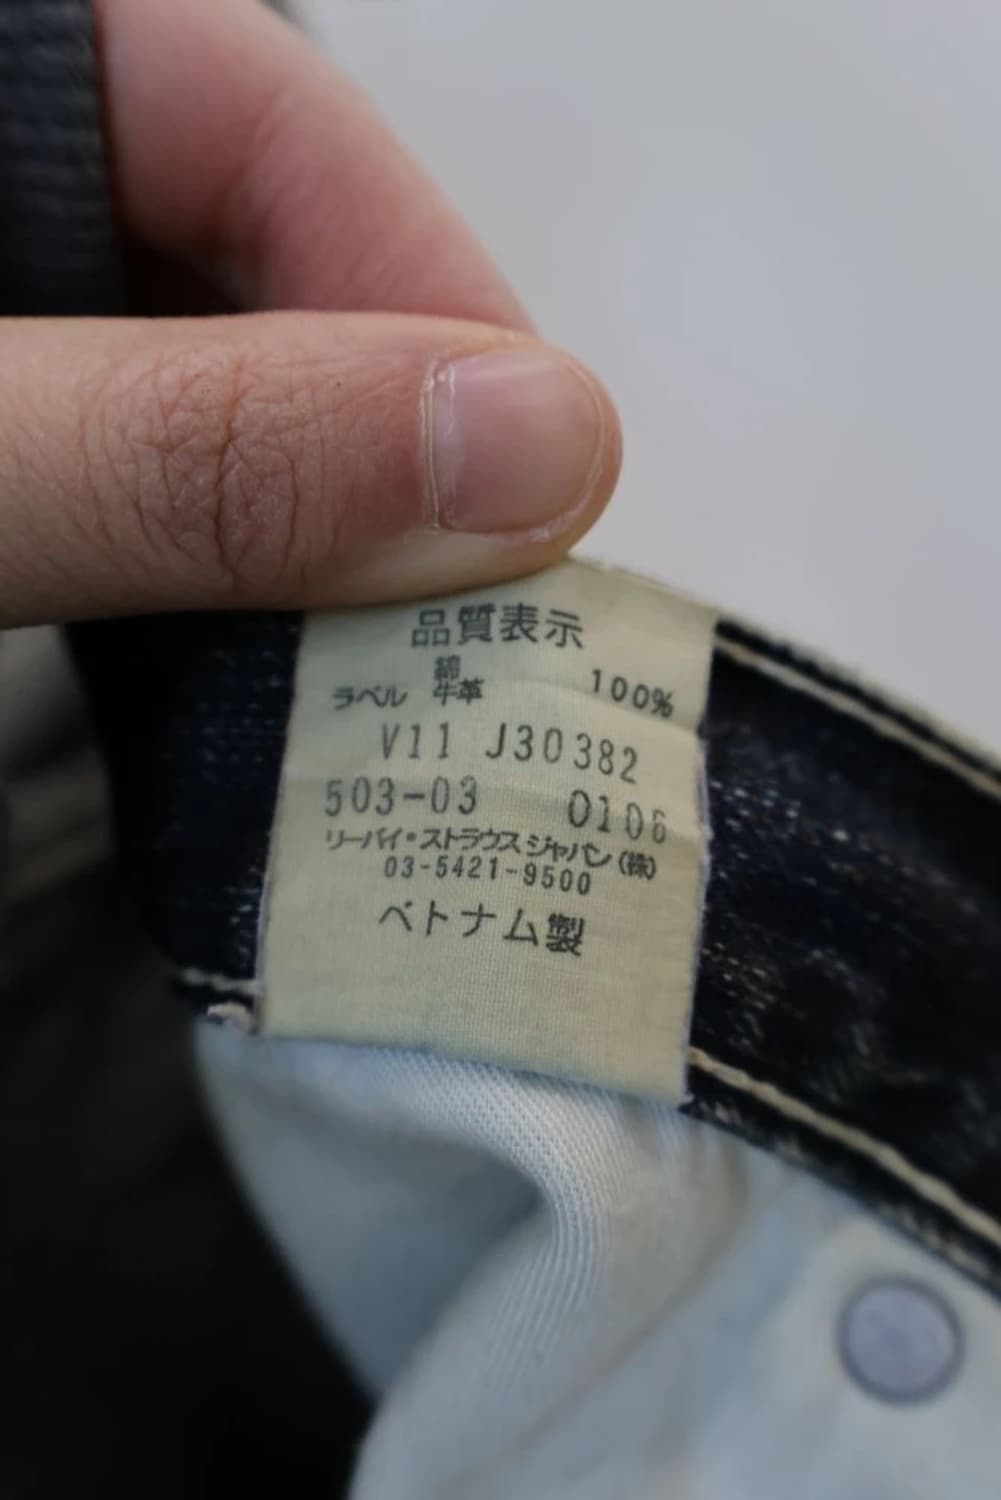 品質表示
綿 100%
ラベル 牛革
V11 J30382
503-03 0106
リーバイ・ストラウス ジャパン(株)
03-5421-9500
ベトナム製